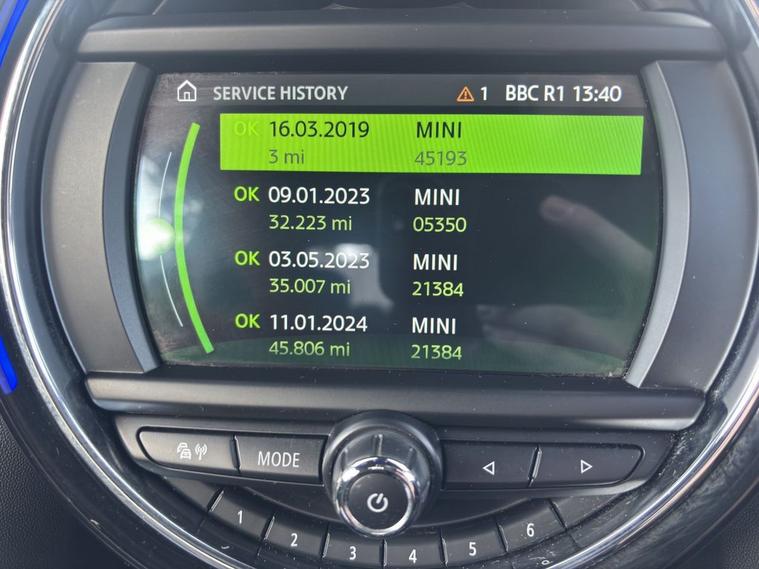 SERVICE HISTORY 1 BBC R1 13:40
OK 16.03.2019 MINI
3 mi 45193
OK 09.01.2023 MINI
32.223 mi 05350
OK 03.05.2023 MINI
35.007 mi 21384
OK 11.01.2024 MINI
45.806 mi 21384
MODE
1 2 3 4 5 6